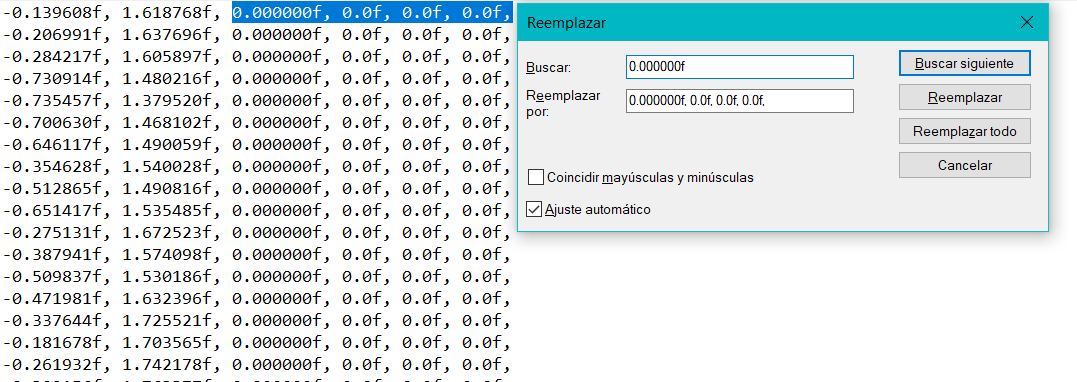 -0.139608f, 1.618768f, 0.000000f, 0.0f, 0.0f, 0.0f,
-0.206991f, 1.637696f, 0.000000f, 0.0f, 0.0f, 0.0f,
-0.284217f, 1.605897f, 0.000000f, 0.0f, 0.0f, 0.0f,
-0.730914f, 1.480216f, 0.000000f, 0.0f, 0.0f, 0.0f,
-0.735457f, 1.379520f, 0.000000f, 0.0f, 0.0f, 0.0f,
-0.700630f, 1.468102f, 0.000000f, 0.0f, 0.0f, 0.0f,
-0.646117f, 1.490059f, 0.000000f, 0.0f, 0.0f, 0.0f,
-0.354628f, 1.540028f, 0.000000f, 0.0f, 0.0f, 0.0f,
-0.512865f, 1.490816f, 0.000000f, 0.0f, 0.0f, 0.0f,
-0.651417f, 1.535485f, 0.000000f, 0.0f, 0.0f, 0.0f,
-0.275131f, 1.672523f, 0.000000f, 0.0f, 0.0f, 0.0f,
-0.387941f, 1.574098f, 0.000000f, 0.0f, 0.0f, 0.0f,
-0.509837f, 1.530186f, 0.000000f, 0.0f, 0.0f, 0.0f,
-0.471981f, 1.632396f, 0.000000f, 0.0f, 0.0f, 0.0f,
-0.337644f, 1.725521f, 0.000000f, 0.0f, 0.0f, 0.0f,
-0.181678f, 1.703565f, 0.000000f, 0.0f, 0.0f, 0.0f,
-0.261932f, 1.742178f, 0.000000f, 0.0f, 0.0f, 0.0f,
Reemplazar
Buscar:
0.000000f
Buscar siguiente
Reemplazar
por:
0.000000f, 0.0f, 0.0f, 0.0f,
Reemplazar
Reemplazar todo
Cancelar
Coincidir mayúsculas y minúsculas
Ajuste automático